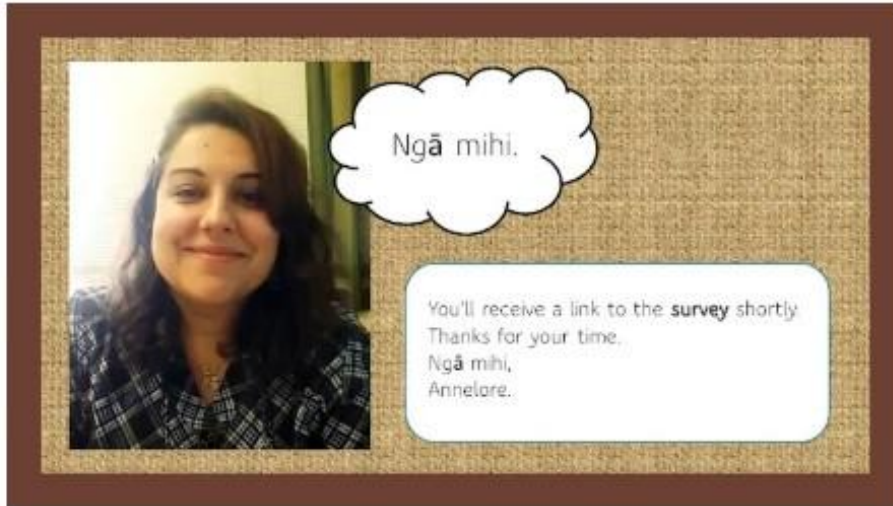 Ngā mihi.
You'll receive a link to the survey shortly.
Thanks for your time.
Ngā mihi,
Annelore.